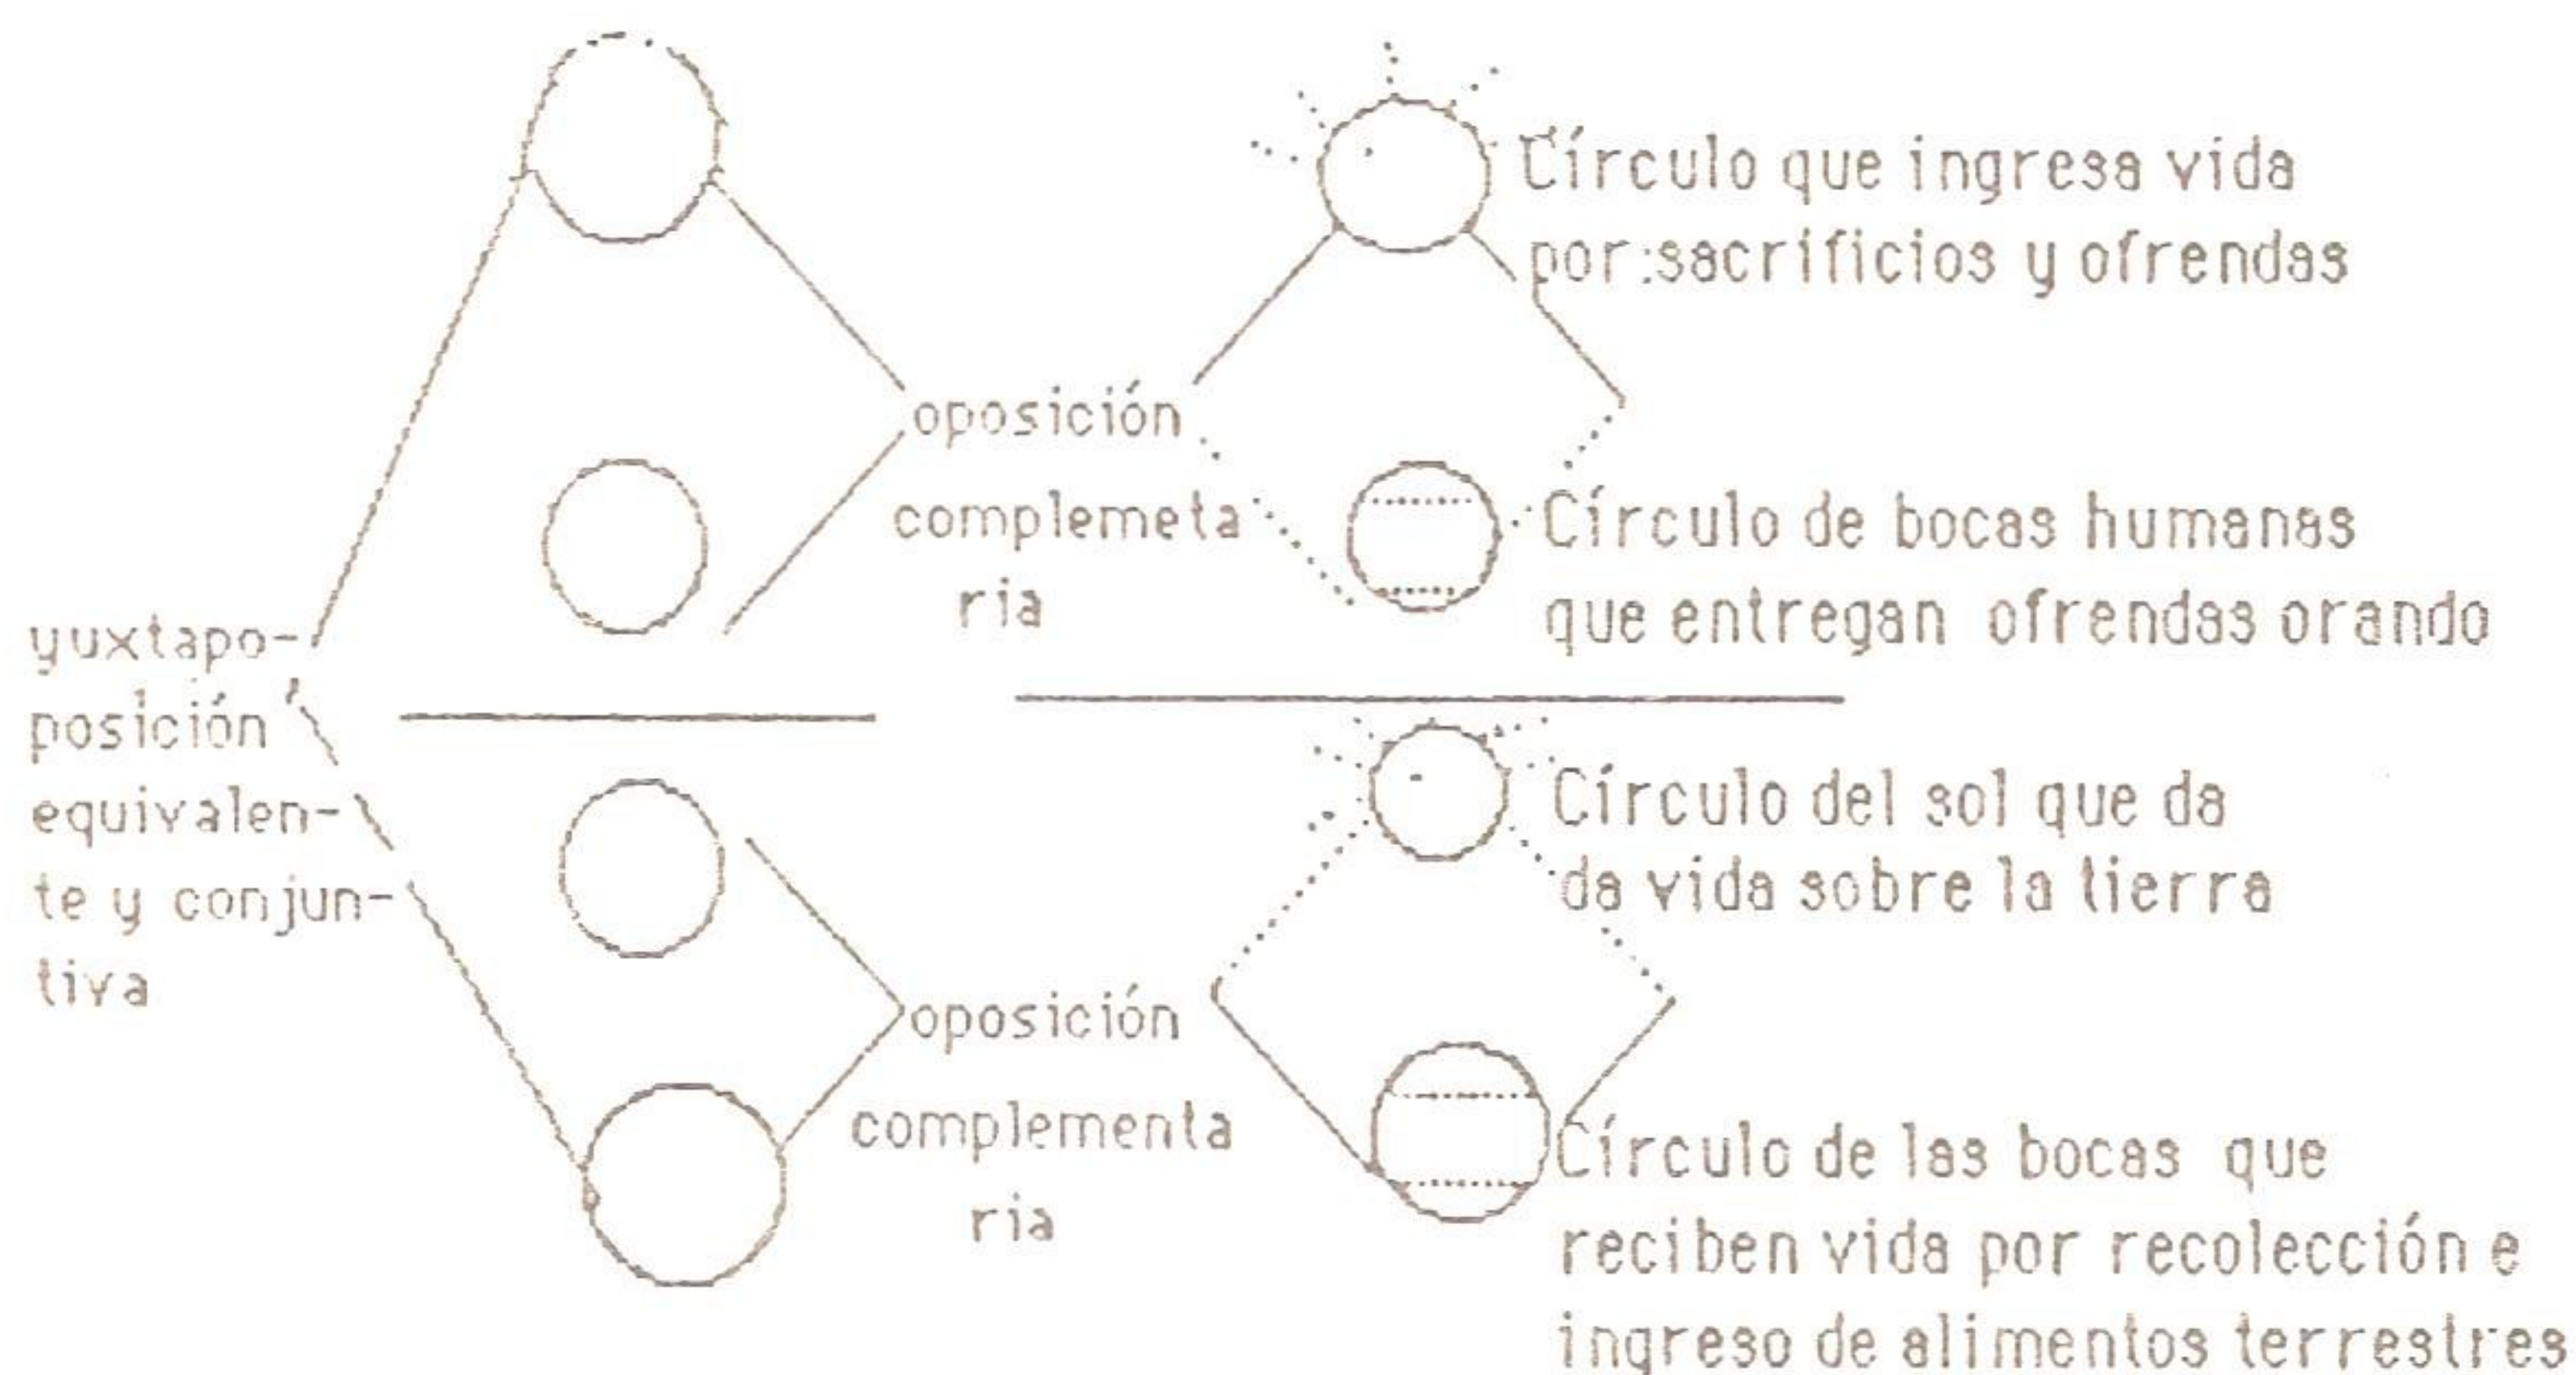 yuxtapo-
posición
equivalen-
te y conjun-
tiva
oposición
complemeta
ria
oposición
complementa
ria
Círculo que ingresa vida
por sacrificios y ofrendas
Círculo de bocas humanas
que entregan ofrendas orando
Círculo del sol que da
da vida sobre la tierra
Círculo de las bocas que
reciben vida por recolección e
ingreso de alimentos terrestres